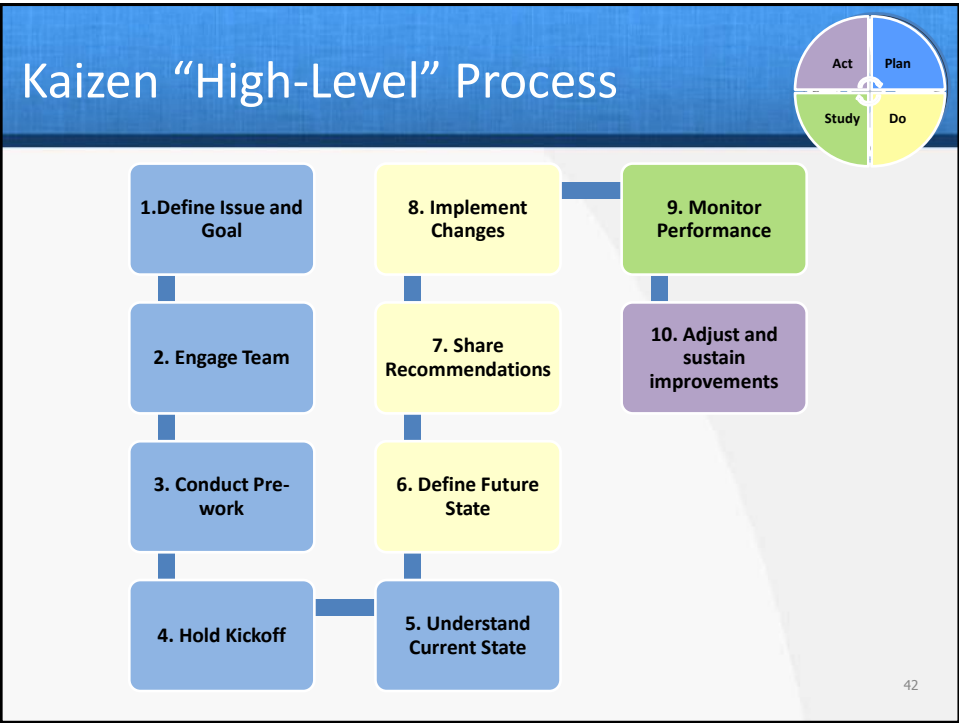 Kaizen “High-Level” Process
Act
Plan
Study
Do
1.Define Issue and
Goal
2. Engage Team
3. Conduct Pre-
work
4. Hold Kickoff
5. Understand
Current State
6. Define Future
State
7. Share
Recommendations
8. Implement
Changes
9. Monitor
Performance
10. Adjust and
sustain
improvements
42